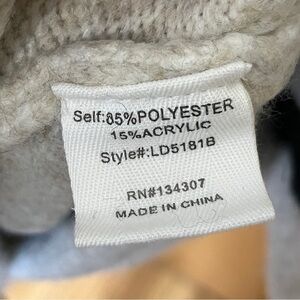 Self:85%POLYESTER
15%ACRYLIC
Style#:LD5181B
RN#134307
MADE IN CHINA